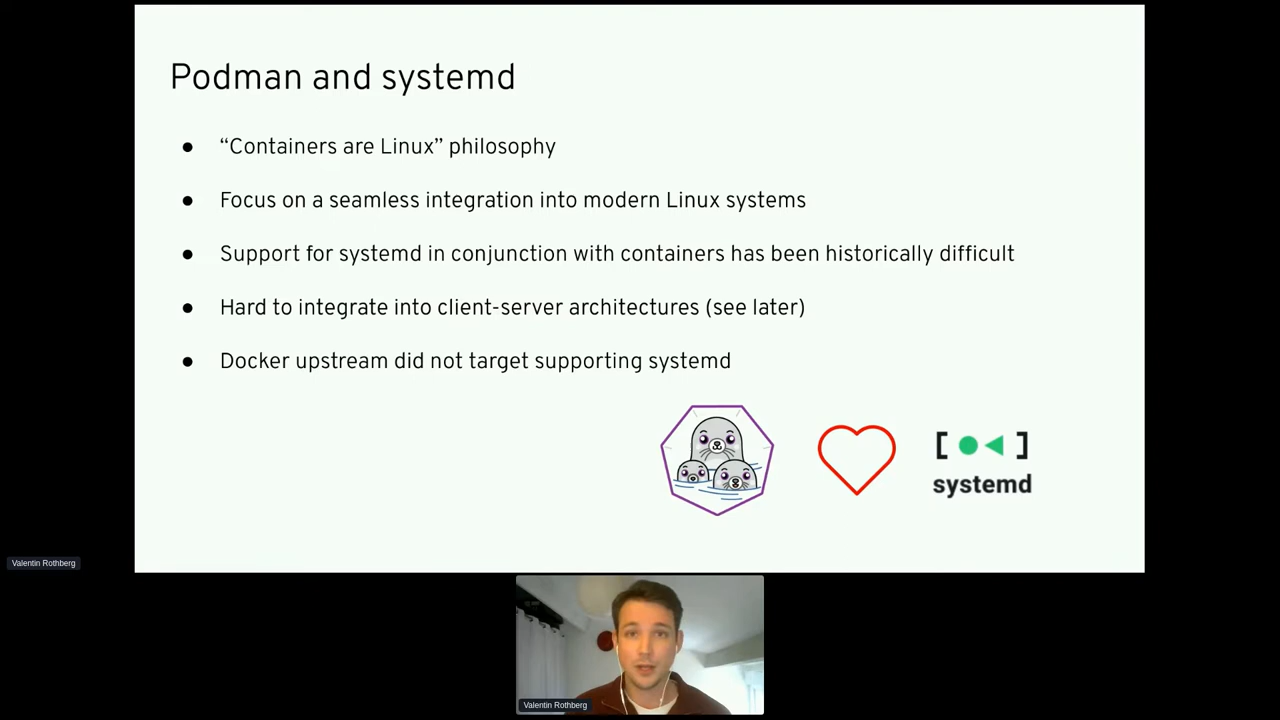 Podman and systemd
● “Containers are Linux” philosophy
● Focus on a seamless integration into modern Linux systems
● Support for systemd in conjunction with containers has been historically difficult
● Hard to integrate into client-server architectures (see later)
● Docker upstream did not target supporting systemd
systemd
Valentin Rothberg
Valentin Rothberg